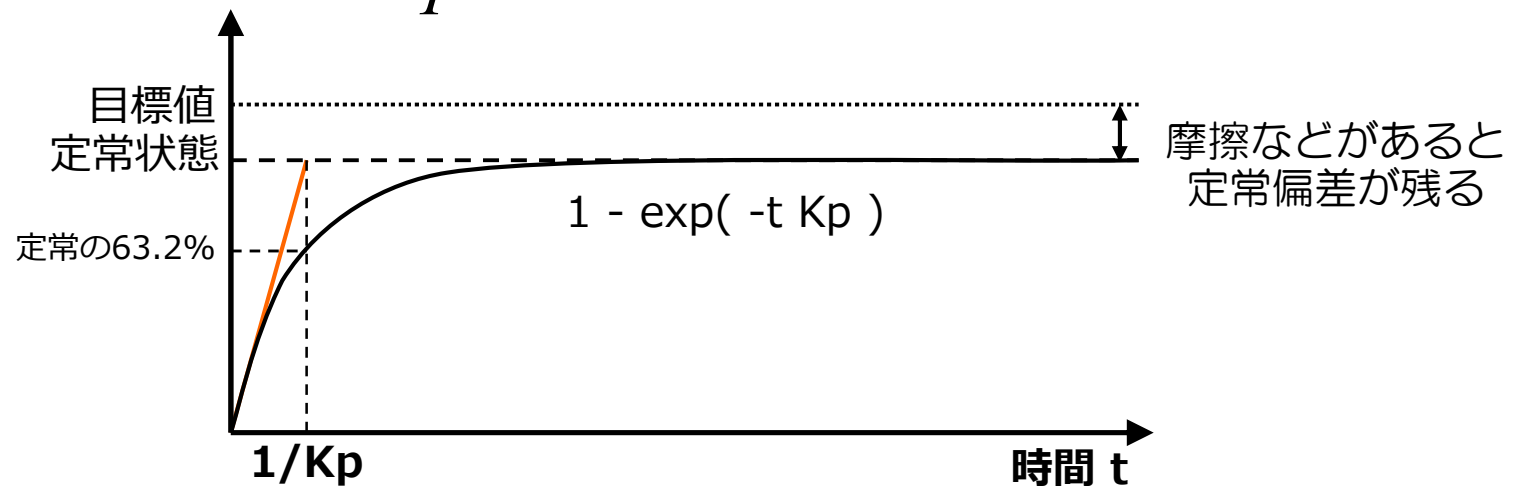 目標値
定常状態
摩擦などがあると
定常偏差が残る
1 - exp( -t Kp )
定常の63.2%
1/Kp
時間 t